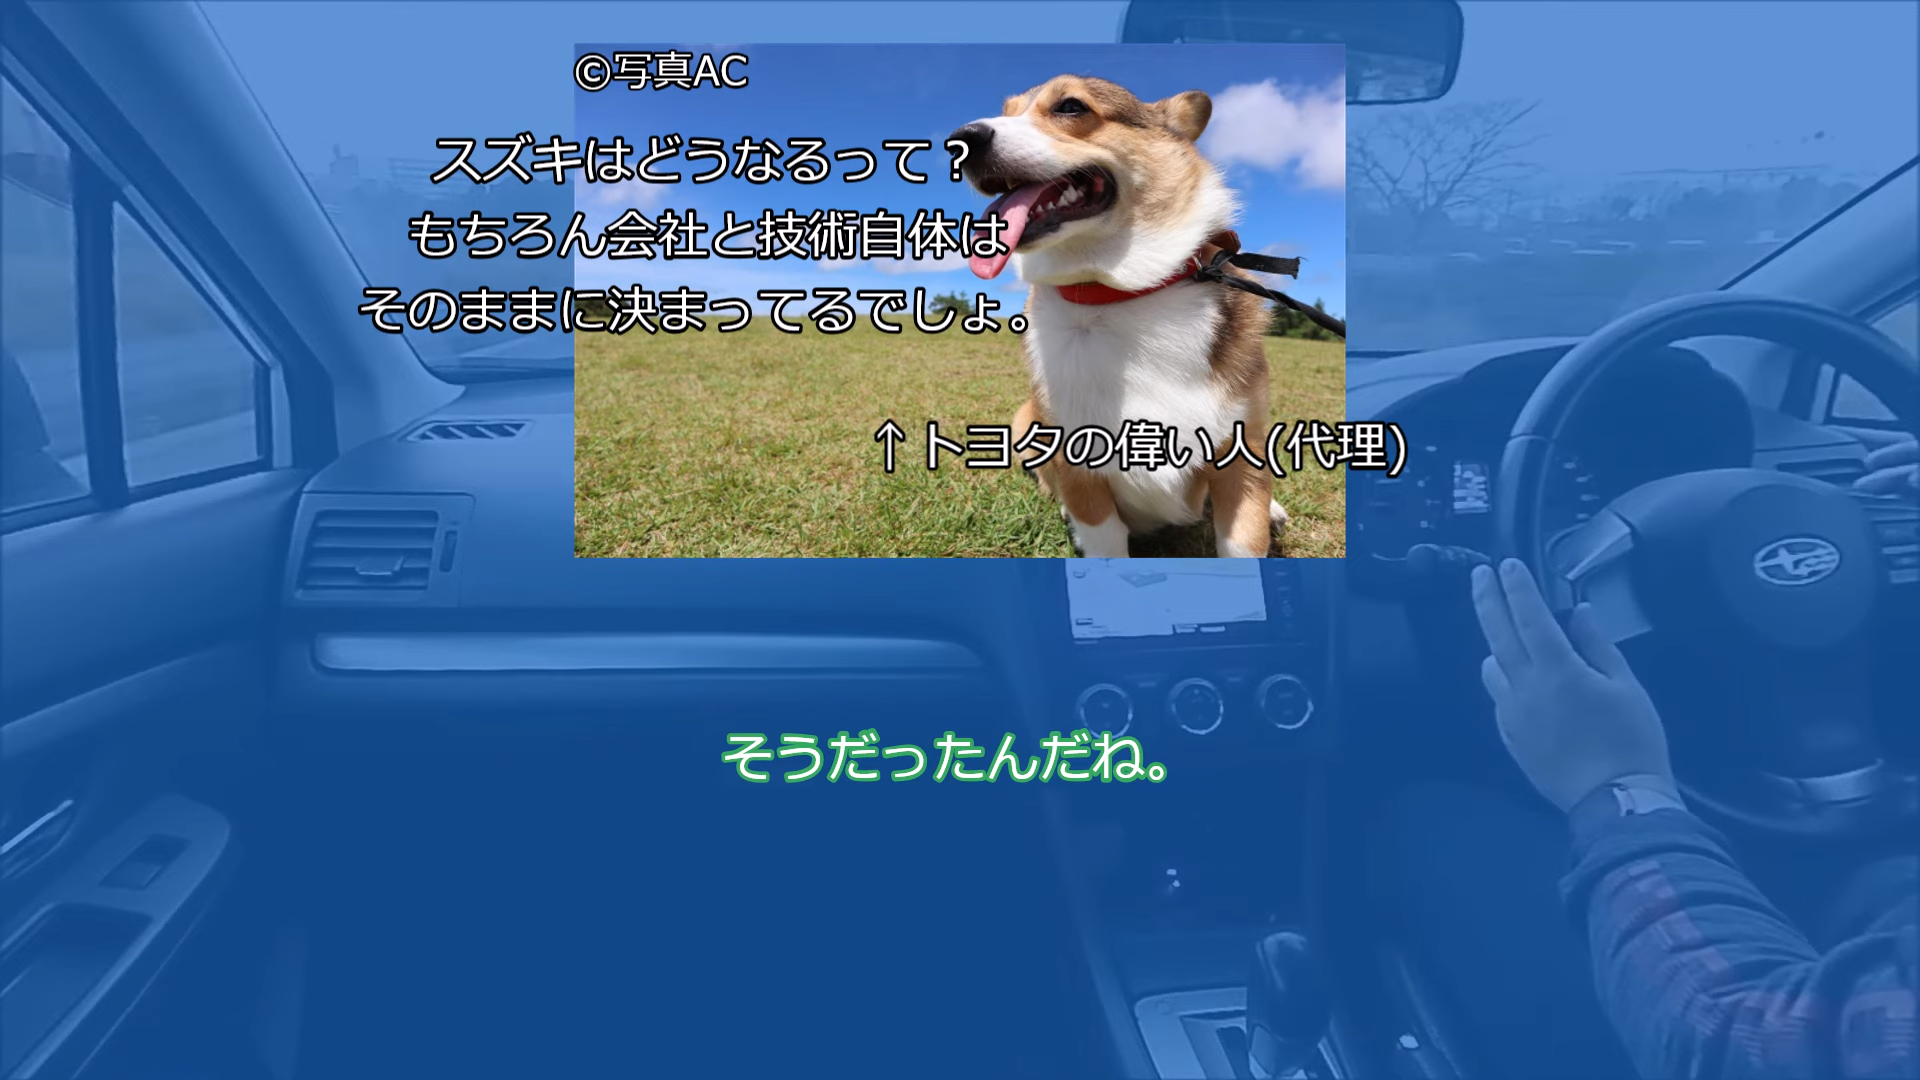 ©写真AC
スズキはどうなるって？
もちろん会社と技術自体は
そのままに決まってるでしょ。
↑トヨタの偉い人(代理)
そうだったんだね。